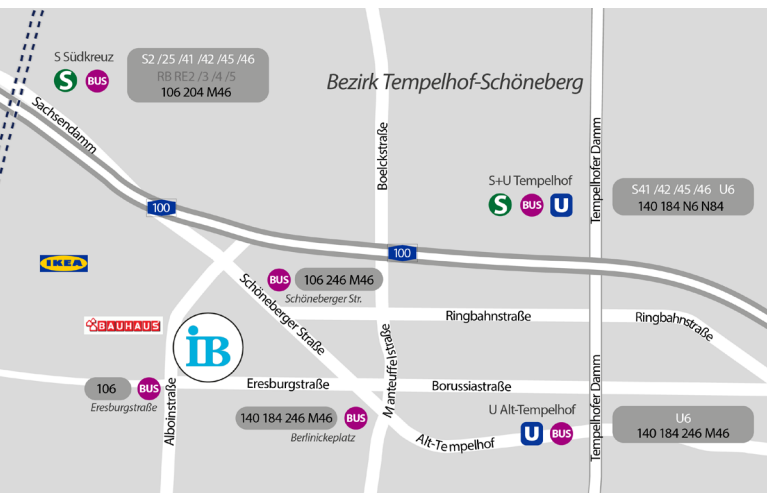 S Südkreuz
S
BUS
S2 /25 /41 /42 /45 /46
RB RE2 /3 /4 /5
106 204 M46
Bezirk Tempelhof-Schöneberg
Sachsendamm
Boelckstraße
Tempelhofer Damm
S+U Tempelhof
S
BUS
U
S41 /42 /45 /46 U6
140 184 N6 N84
100
100
IKEA
BUS
106 246 M46
Schöneberger Str.
Schöneberger Straße
Ringbahnstraße
Ringbahnstraße
BAUHAUS
iB
Manteuffelstraße
106
BUS
Eresburgstraße
Eresburgstraße
Borussiastraße
Alboinstraße
140 184 246 M46
BUS
Berlinickeplatz
Alt-Tempelhof
U Alt-Tempelhof
U
BUS
Tempelhofer Damm
U6
140 184 246 M46